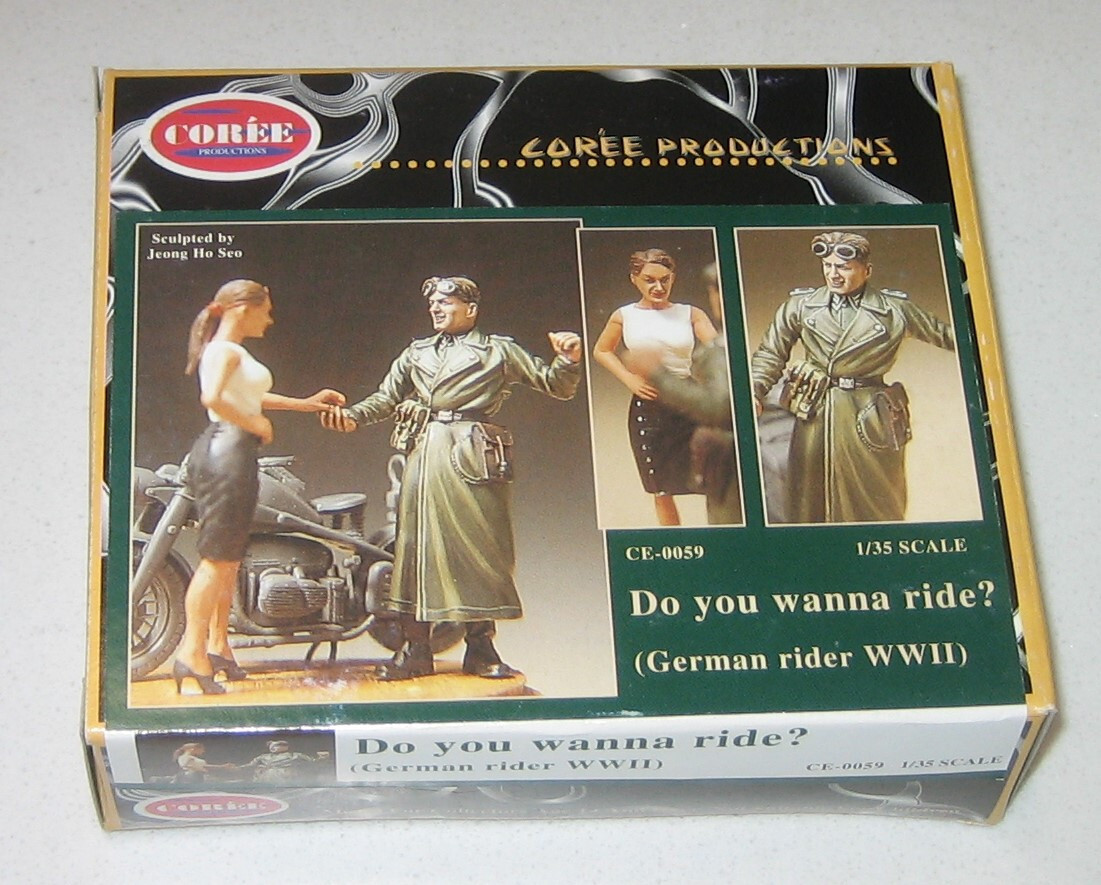 CORÉE
PRODUCTIONS
CORÉE PRODUCTIONS
Sculpted by
Jeong Ho Seo
CE-0059 1/35 SCALE
Do you wanna ride?
(German rider WWII)
Do you wanna ride?
(German rider WWII)
CE-0059 1/35 SCALE
CORÉE